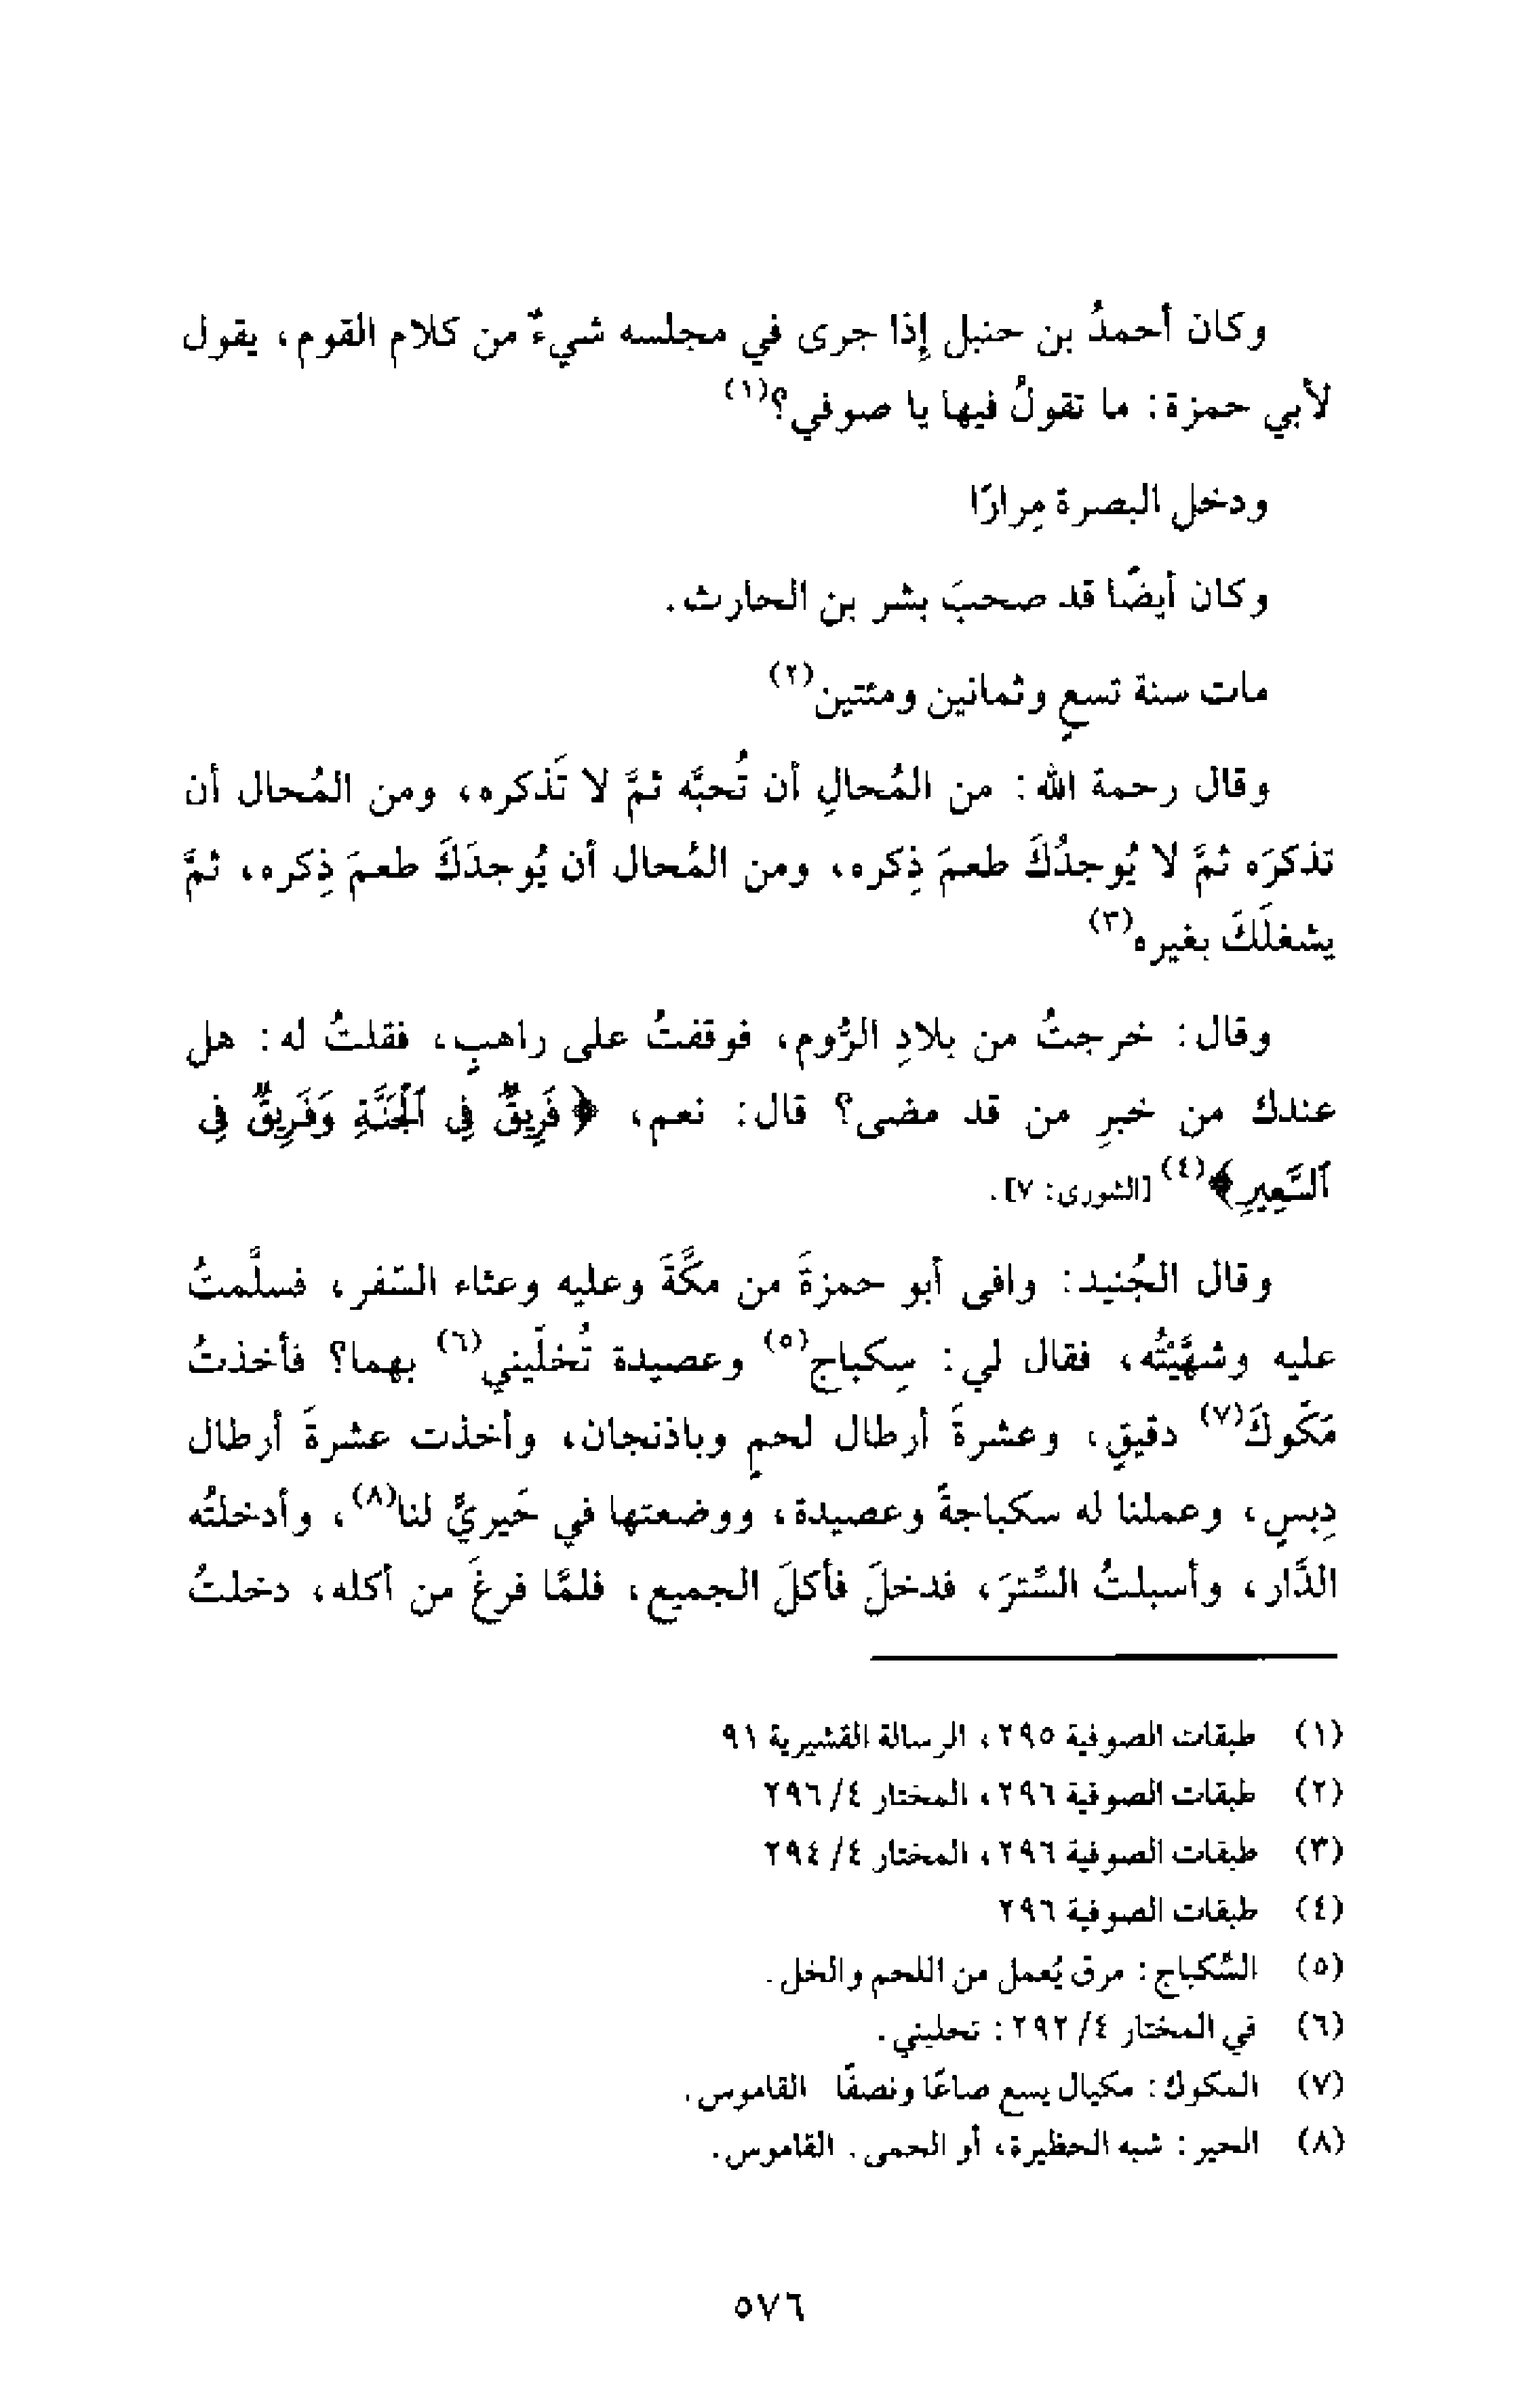 وكان أحمدُ بن حنبل إذا جرى في مجلسه شيءٌ من كلام القوم، يقول
لأبي حمزة: ما تقولُ فيها يا صوفي؟(١)
ودخل البصرة مِرارًا
وكان أيضًا قد صحبَ بشر بن الحارث.
مات سنة تسعٍ وثمانين ومئتين(٢)
وقال رحمة الله: من المُحالِ أن تُحبَّه ثمَّ لا تَذكره، ومن المُحال أن
تذكرَه ثمَّ لا يُوجدُكَ طعمَ ذِكره، ومن المُحال أن يُوجدَكَ طعمَ ذِكره، ثمَّ
يشغلَكَ بغيره(٣)
وقال: خرجتُ من بلادِ الرُّوم، فوقفتُ على راهبٍ، فقلتُ له: هل
عندك من خبرِ من قد مضى؟ قال: نعم، ﴿فَرِيقٌ فِى ٱلْجَنَّةِ وَفَرِيقٌ فِى
ٱلسَّعِيرِ﴾(٤) [الشورى: ٧].
وقال الجُنيد: وافى أبو حمزةَ من مكَّةَ وعليه وعثاء السّفر، فسلَّمتُ
عليه وشهَّيْتُه، فقال لي: سِكباج(٥) وعصيدة تُخلّيني(٦) بهما؟ فأخذتُ
مَكّوكَ(٧) دقيقٍ، وعشرةَ أرطال لحمٍ وباذنجان، وأخذت عشرةَ أرطال
دِبسٍ، وعملنا له سكباجةً وعصيدة، ووضعتها في حَيريٍّ لنا(٨)، وأدخلتُه
الدَّار، وأسبلتُ السِّترَ، فدخلَ فأكلَ الجميع، فلمَّا فرغَ من أكله، دخلتُ
(١) طبقات الصوفية ٢٩٥، الرسالة القشيرية ٩١
(٢) طبقات الصوفية ٢٩٦، المختار ٤/ ٢٩٦
(٣) طبقات الصوفية ٢٩٦، المختار ٤/ ٢٩٤
(٤) طبقات الصوفية ٢٩٦
(٥) السِّكباج: مرق يُعمل من اللحم والخل.
(٦) في المختار ٤/ ٢٩٢: تحليني.
(٧) المكوك: مكيال يسع صاعًا ونصفًا القاموس.
(٨) الحير: شبه الحظيرة، أو الحمى. القاموس.
٥٧٦